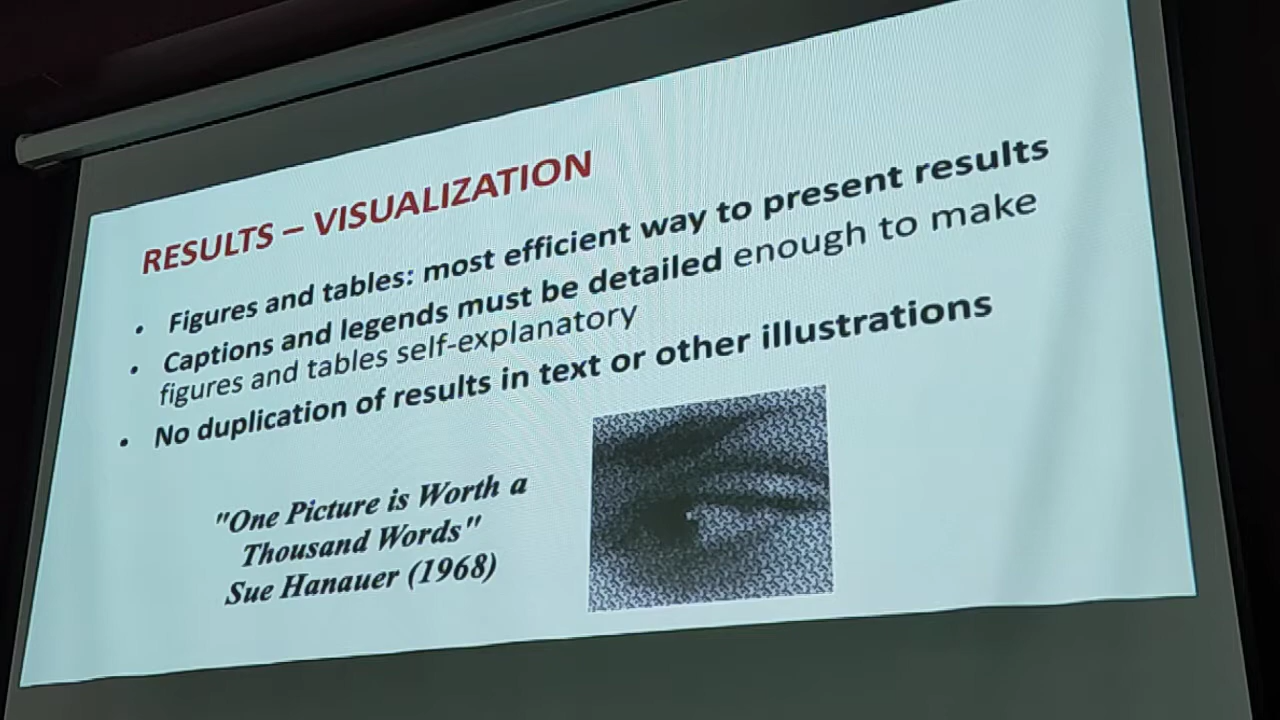 RESULTS – VISUALIZATION
• Figures and tables: most efficient way to present results
• Captions and legends must be detailed enough to make
figures and tables self-explanatory
• No duplication of results in text or other illustrations
"One Picture is Worth a
Thousand Words"
Sue Hanauer (1968)